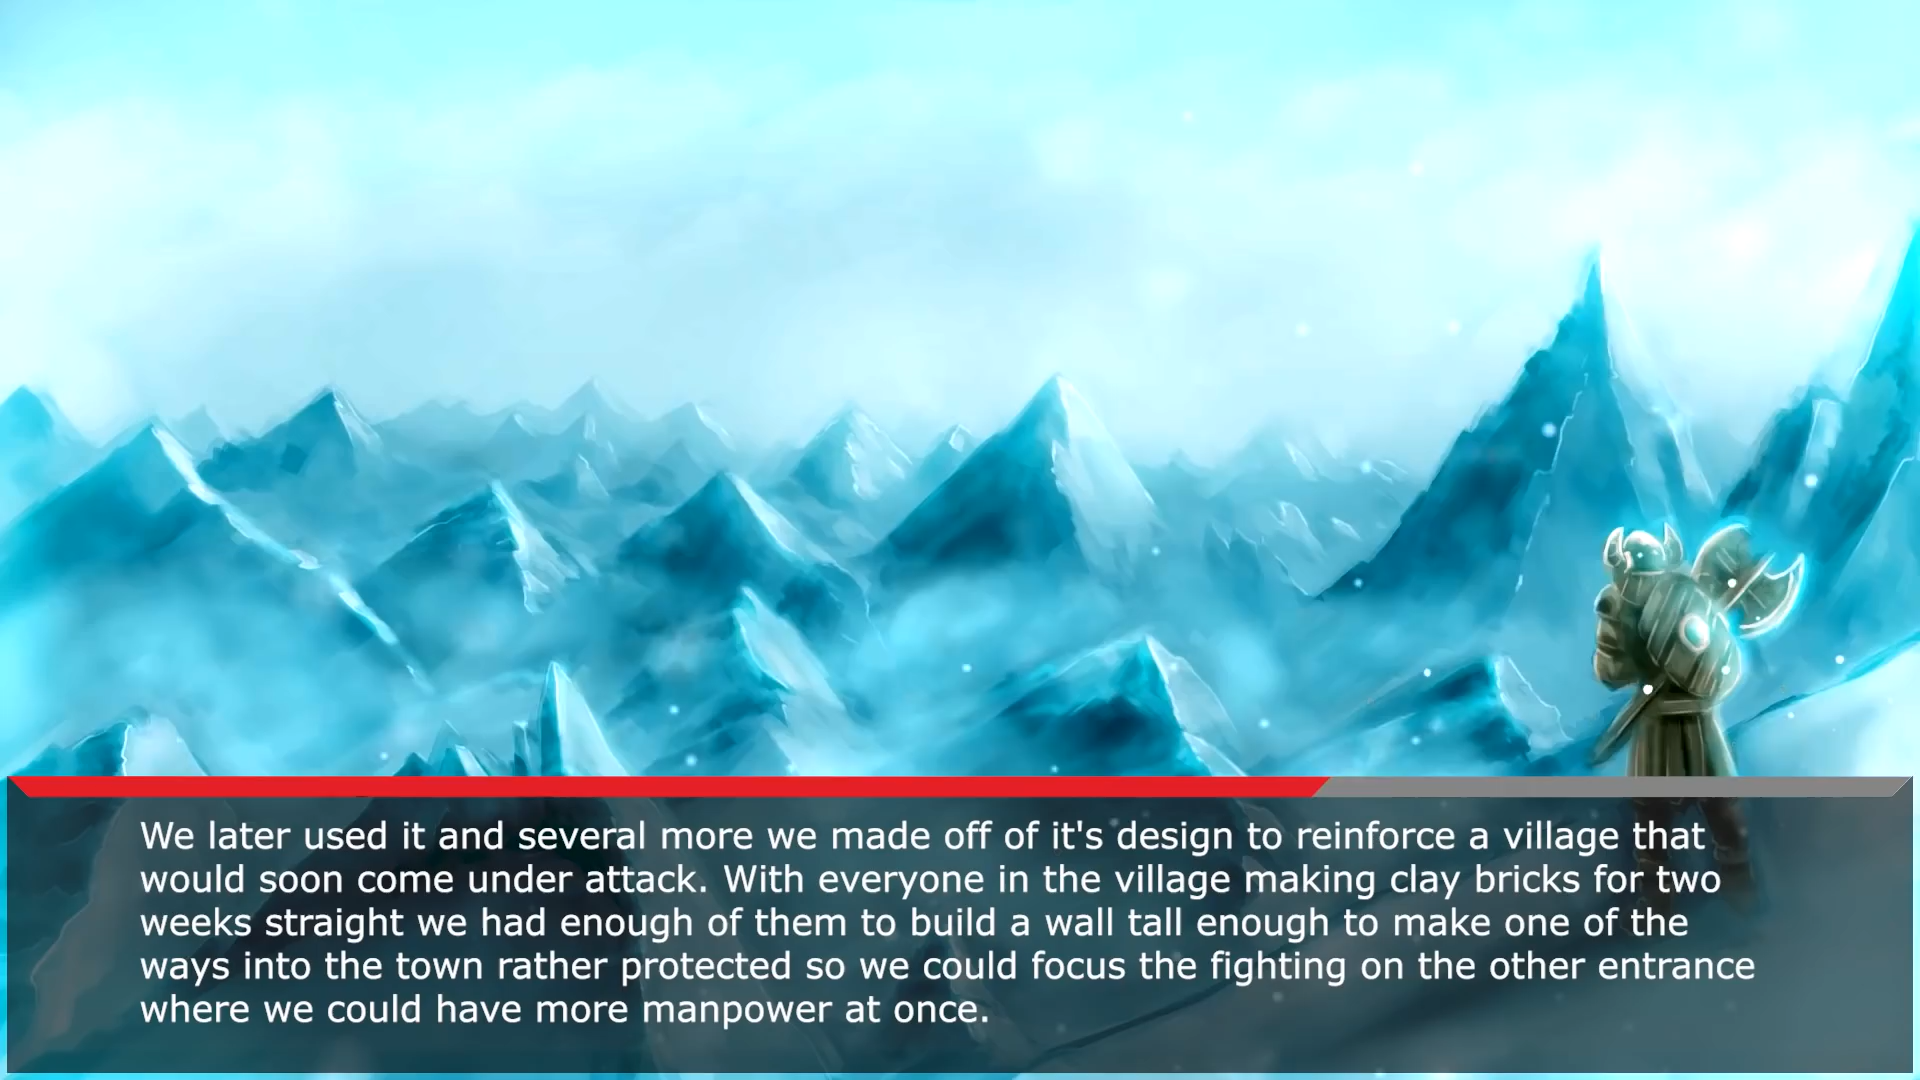 We later used it and several more we made off of it's design to reinforce a village that
would soon come under attack. With everyone in the village making clay bricks for two
weeks straight we had enough of them to build a wall tall enough to make one of the
ways into the town rather protected so we could focus the fighting on the other entrance
where we could have more manpower at once.